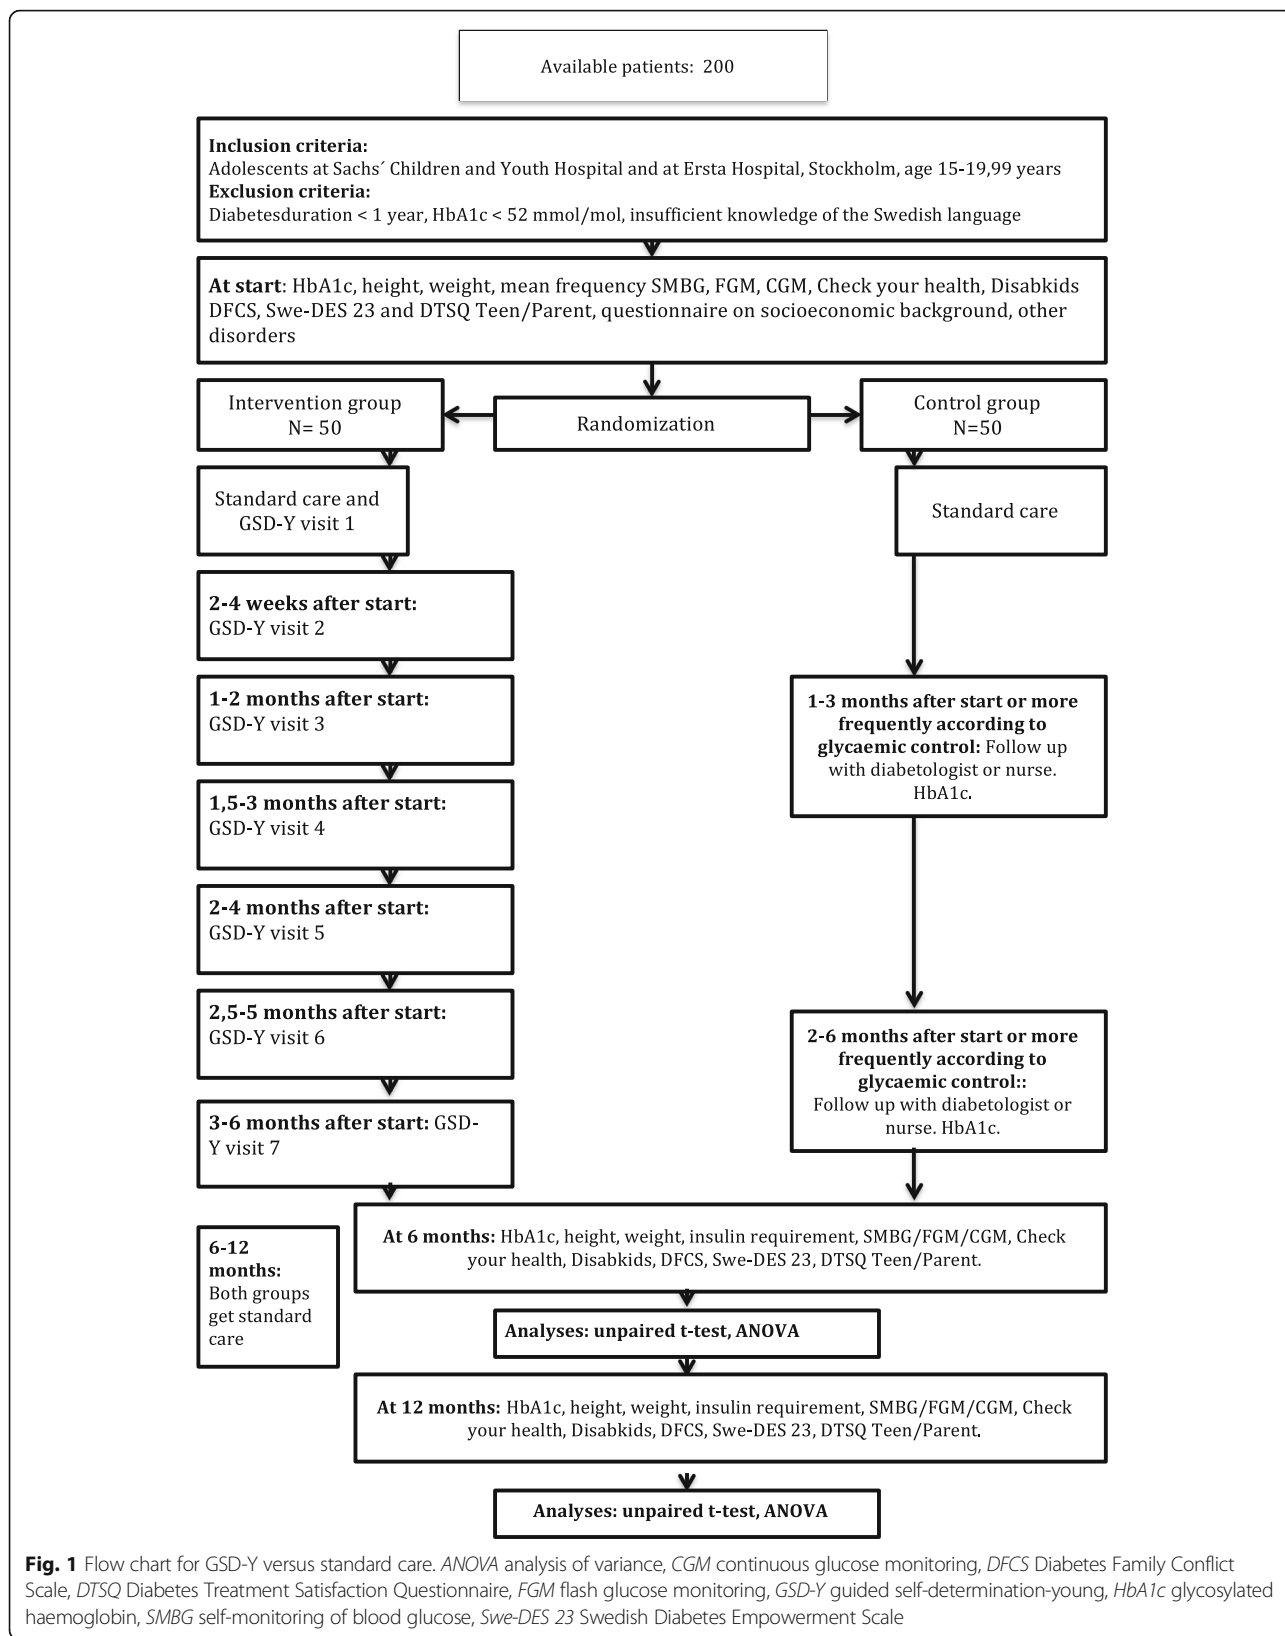 Available patients: 200
Inclusion criteria:
Adolescents at Sachs´ Children and Youth Hospital and at Ersta Hospital, Stockholm, age 15-19,99 years
Exclusion criteria:
Diabetesduration < 1 year, HbA1c < 52 mmol/mol, insufficient knowledge of the Swedish language
At start: HbA1c, height, weight, mean frequency SMBG, FGM, CGM, Check your health, Disabkids
DFCS, Swe-DES 23 and DTSQ Teen/Parent, questionnaire on socioeconomic background, other
disorders
Randomization
Intervention group
N= 50
Standard care and
GSD-Y visit 1
2-4 weeks after start:
GSD-Y visit 2
1-2 months after start:
GSD-Y visit 3
1,5-3 months after start:
GSD-Y visit 4
2-4 months after start:
GSD-Y visit 5
2,5-5 months after start:
GSD-Y visit 6
3-6 months after start: GSD-
Y visit 7
Control group
N=50
Standard care
1-3 months after start or more
frequently according to
glycaemic control: Follow up
with diabetologist or nurse.
HbA1c.
2-6 months after start or more
frequently according to
glycaemic control::
Follow up with diabetologist or
nurse. HbA1c.
6-12
months:
Both groups
get standard
care
At 6 months: HbA1c, height, weight, insulin requirement, SMBG/FGM/CGM, Check
your health, Disabkids, DFCS, Swe-DES 23, DTSQ Teen/Parent.
Analyses: unpaired t-test, ANOVA
At 12 months: HbA1c, height, weight, insulin requirement, SMBG/FGM/CGM, Check
your health, Disabkids, DFCS, Swe-DES 23, DTSQ Teen/Parent.
Analyses: unpaired t-test, ANOVA
Fig. 1 Flow chart for GSD-Y versus standard care. ANOVA analysis of variance, CGM continuous glucose monitoring, DFCS Diabetes Family Conflict
Scale, DTSQ Diabetes Treatment Satisfaction Questionnaire, FGM flash glucose monitoring, GSD-Y guided self-determination-young, HbA1c glycosylated
haemoglobin, SMBG self-monitoring of blood glucose, Swe-DES 23 Swedish Diabetes Empowerment Scale